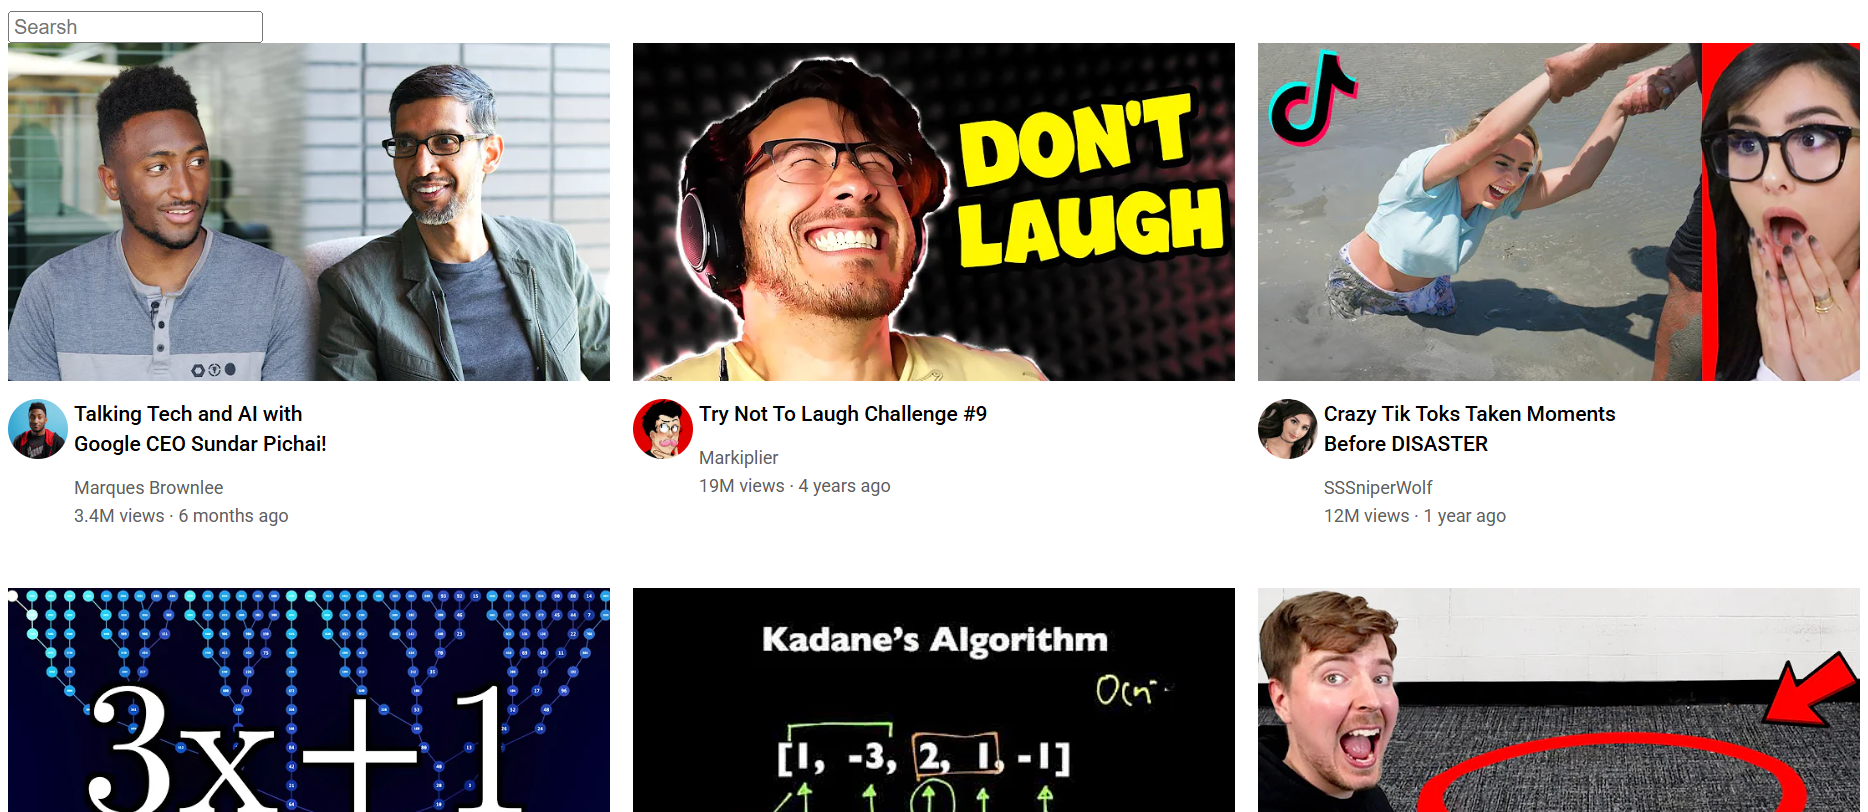 Searsh
DON'T
LAUGH
Talking Tech and AI with
Google CEO Sundar Pichai!
Marques Brownlee
3.4M views · 6 months ago
Try Not To Laugh Challenge #9
Markiplier
19M views · 4 years ago
Crazy Tik Toks Taken Moments
Before DISASTER
SSSniperWolf
12M views · 1 year ago
3x+1
Kadane's Algorithm
[1, -3, 2, 1, -1]